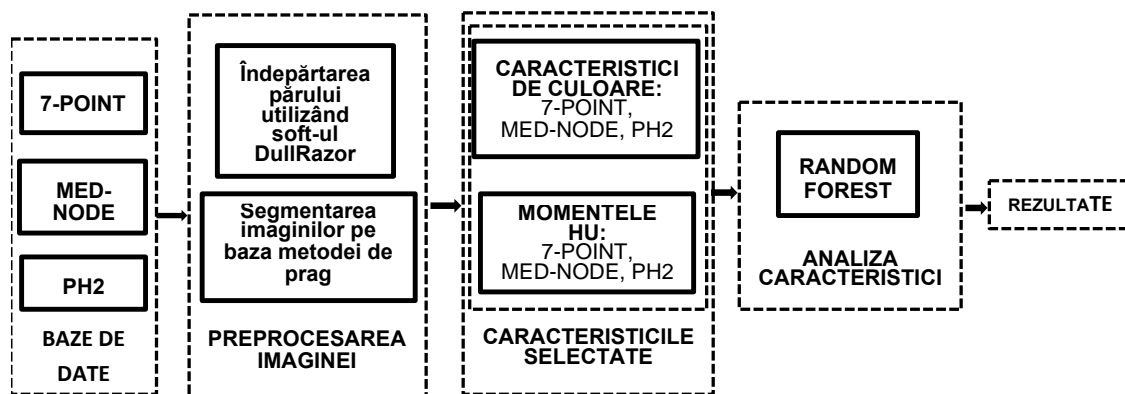 7-POINT
MED-
NODE
PH2
BAZE DE
DATE
Îndepărtarea
părului
utilizând
soft-ul
DullRazor
Segmentarea
imaginilor pe
baza metodei de
prag
PREPROCESAREA
IMAGINEI
CARACTERISTICI
DE CULOARE:
7-POINT,
MED-NODE, PH2
MOMENTELE
HU:
7-POINT,
MED-NODE, PH2
CARACTERISTICILE
SELECTATE
RANDOM
FOREST
ANALIZA
CARACTERISTICI
REZULTATE